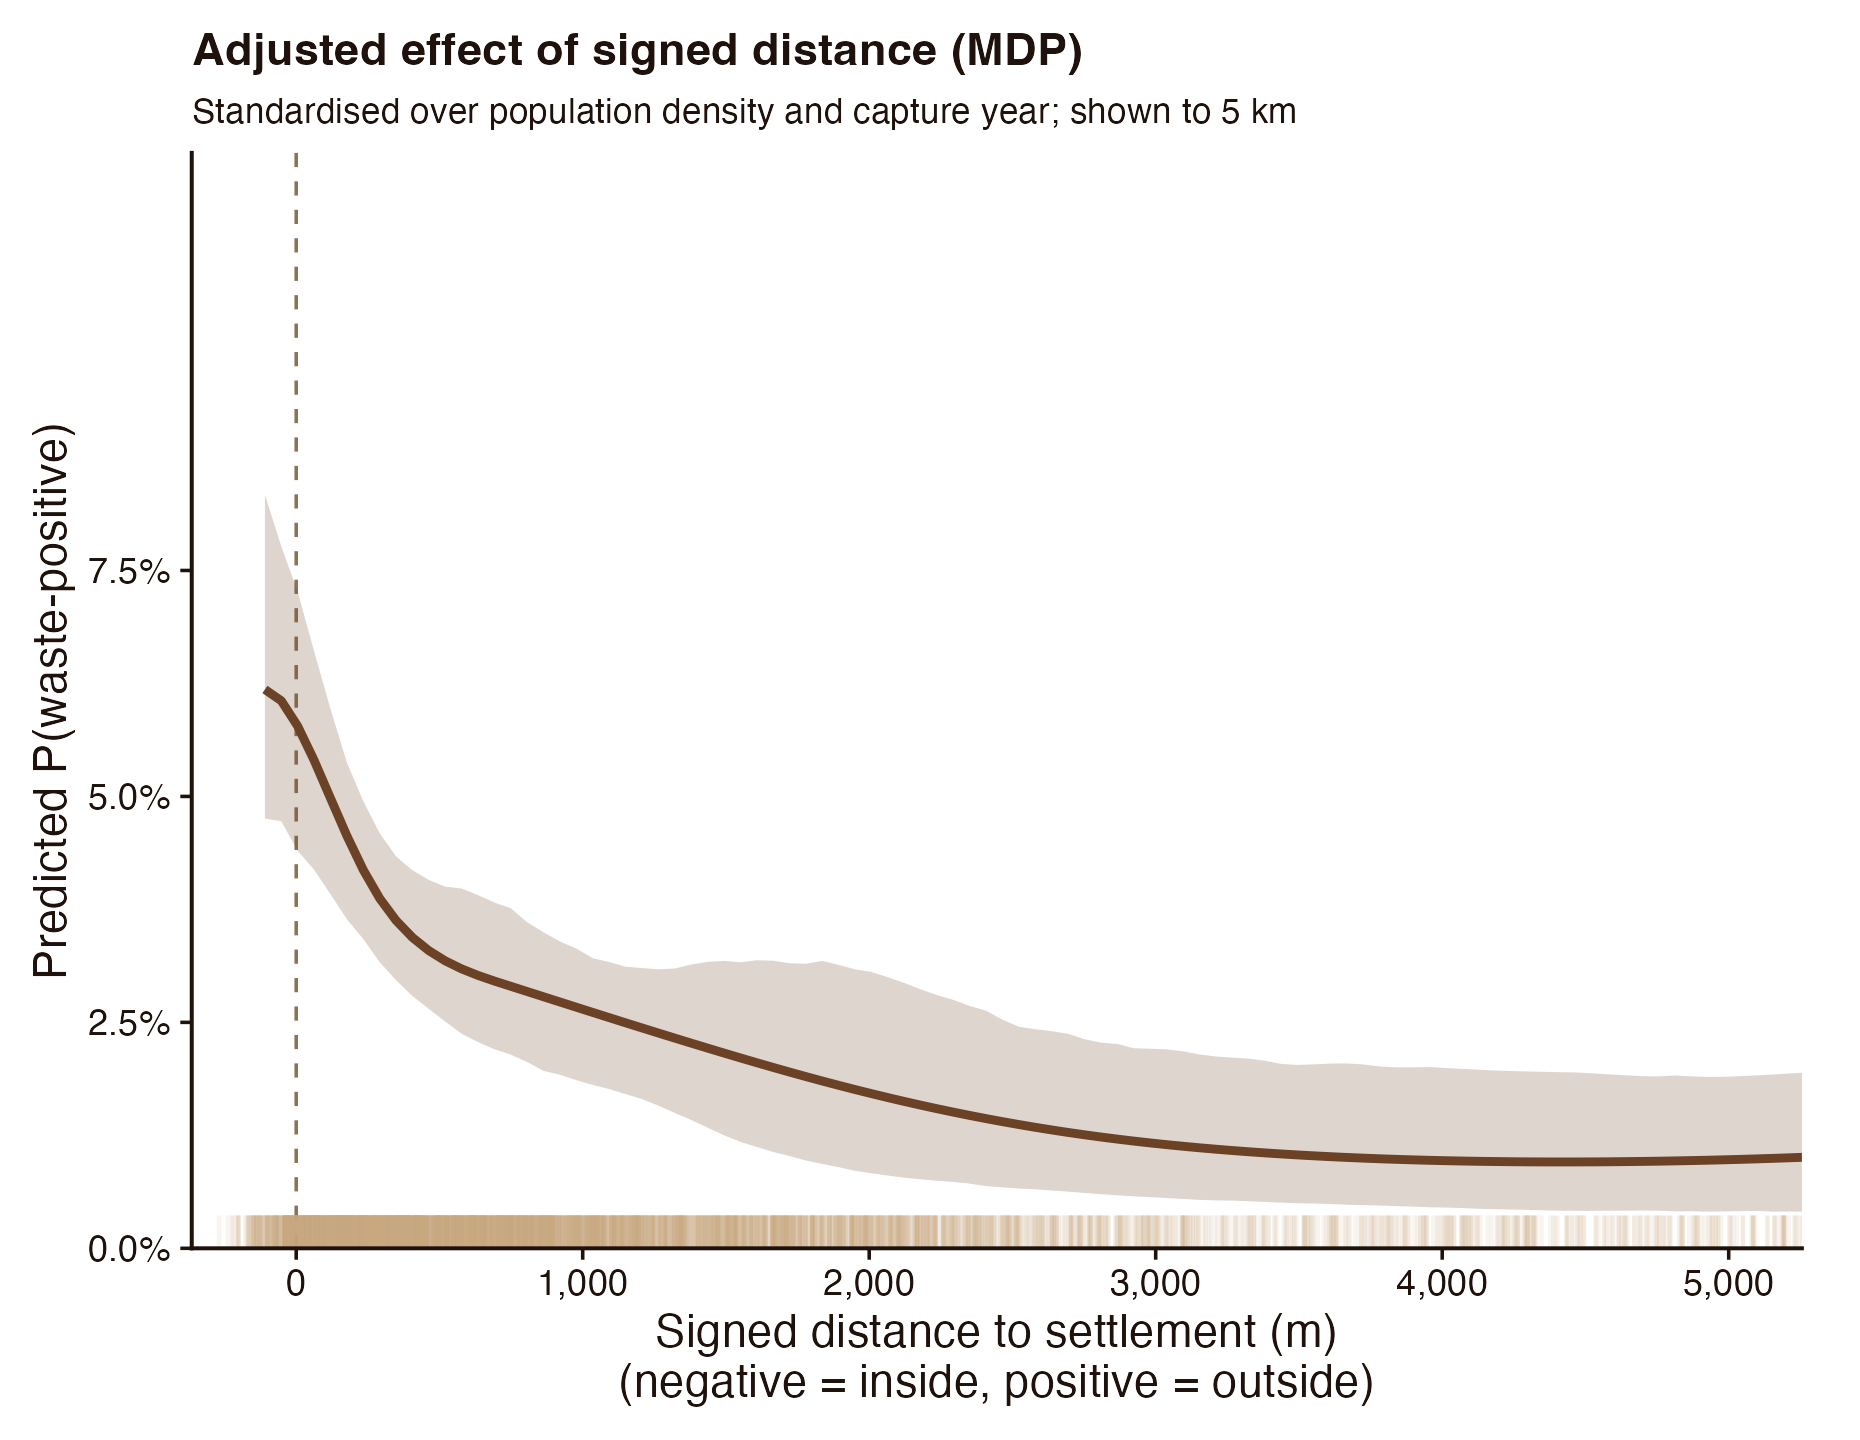 Adjusted effect of signed distance (MDP)
Standardised over population density and capture year; shown to 5 km
Predicted P(waste-positive)
7.5%
5.0%
2.5%
0.0%
0 1,000 2,000 3,000 4,000 5,000
Signed distance to settlement (m)
(negative = inside, positive = outside)